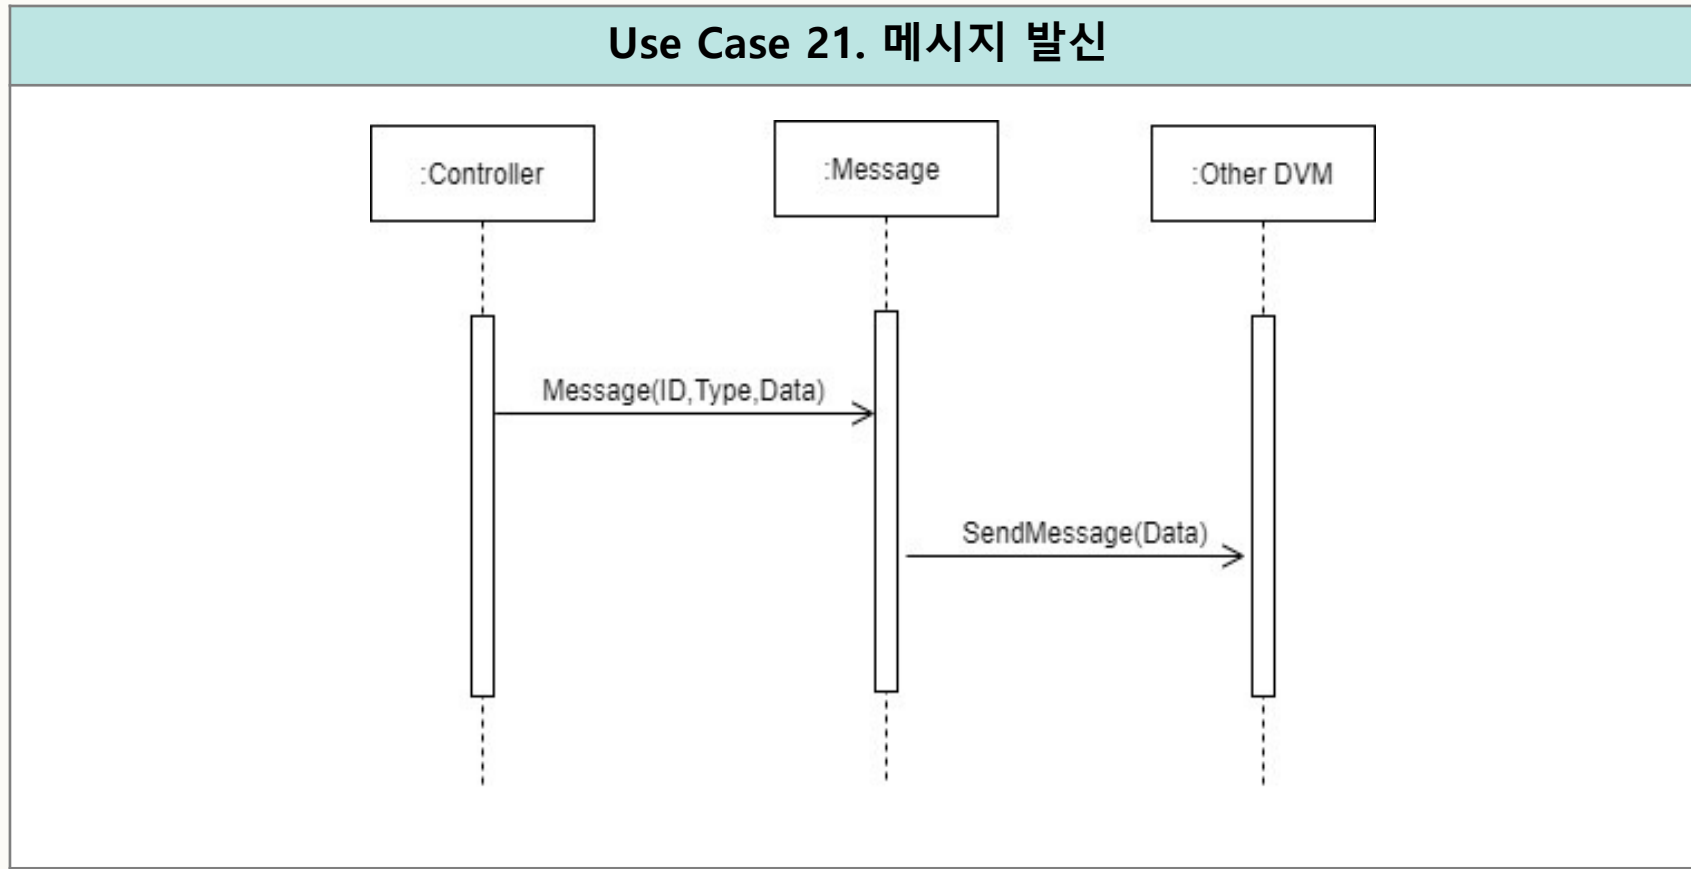 Use Case 21. 메시지 발신
:Controller
:Message
:Other DVM
Message(ID,Type,Data)
SendMessage(Data)